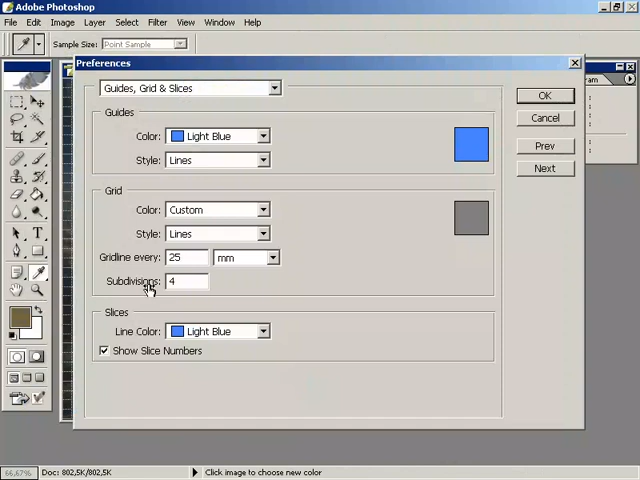 Adobe Photoshop
File Edit Image Layer Select Filter View Window Help
Sample Size: Point Sample
Preferences
Guides, Grid & Slices
OK
Guides
Cancel
Color: Light Blue
Prev
Style: Lines
Next
Grid
Color: Custom
Style: Lines
Gridline every: 25 mm
Subdivisions: 4
Slices
Line Color: Light Blue
Show Slice Numbers
66,67% Doc: 802,5K/802,5K Click image to choose new color